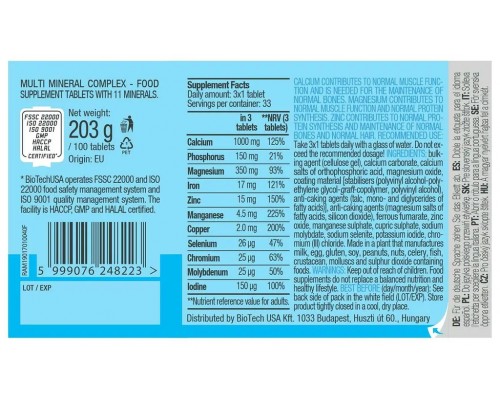 MULTI MINERAL COMPLEX - FOOD
SUPPLEMENT TABLETS WITH 11 MINERALS.
FSSC 22000
ISO 22000
ISO 9001
GMP
HACCP
HALAL
CERTIFIED*
Net weight:
203 g
/ 100 tablets
Origin: EU
PET
* BioTechUSA operates FSSC 22000 and ISO
22000 food safety management system and
ISO 9001 quality management system. The
facility is HACCP, GMP and HALAL certified.
5 999076 248223 >
LOT / EXP
Supplement Facts
Daily amount: 3x1 tablet
Servings per container: 33
in 3 tablets **NRV (3 tablets)
Calcium 1000 mg 125%
Phosphorus 150 mg 21%
Magnesium 350 mg 93%
Iron 17 mg 121%
Zinc 15 mg 150%
Manganese 4.5 mg 225%
Copper 2.0 mg 200%
Selenium 26 µg 47%
Chromium 25 µg 63%
Molybdenum 25 µg 50%
Iodine 150 µg 100%
**Nutrient reference value for adults.
CALCIUM CONTRIBUTES TO NORMAL MUSCLE FUNC-
TION AND IS NEEDED FOR THE MAINTENANCE OF
NORMAL BONES. MAGNESIUM CONTRIBUTES TO
NORMAL MUSCLE FUNCTION AND NORMAL PROTEIN
SYNTHESIS. ZINC CONTRIBUTES TO NORMAL PRO-
TEIN SYNTHESIS AND MAINTENANCE OF NORMAL
BONES AND NORMAL HAIR. RECOMMENDED USE:
Take 3x1 tablets daily with a glass of water. Do not ex-
ceed the recommended dosage! INGREDIENTS: bulk-
ing agent (cellulose gel), calcium carbonate, calcium
salts of orthophosphoric acid, magnesium oxide,
coating material [stabilisers (polyvinyl alcohol-poly-
ethylene glycol-graft-copolymer, polyvinyl alcohol),
anti-caking agents (talc, mono - and diglycerides of
fatty acids)], anti-caking agents (magnesium salts of
fatty acids, silicon dioxide), ferrous fumarate, zinc
oxide, manganese sulphate, cupric sulphate, sodium
molybdate, sodium selenite, potassium iodide, chro-
mium (III) chloride. Made in a plant that manufactures
milk, egg, gluten, soy, peanuts, nuts, celery, fish,
crustacean, molluscs and sulphur dioxide containing
foods. WARNINGS: Keep out of reach of children. Food
supplements do not replace a balanced nutrition and
healthy lifestyle. BEST BEFORE (day/month/year): See
back side of pack in the white field (LOT/EXP). Store
product tightly closed in a cool, dry place.
Distributed by BioTech USA Kft. 1033 Budapest, Huszti út 60., Hungary